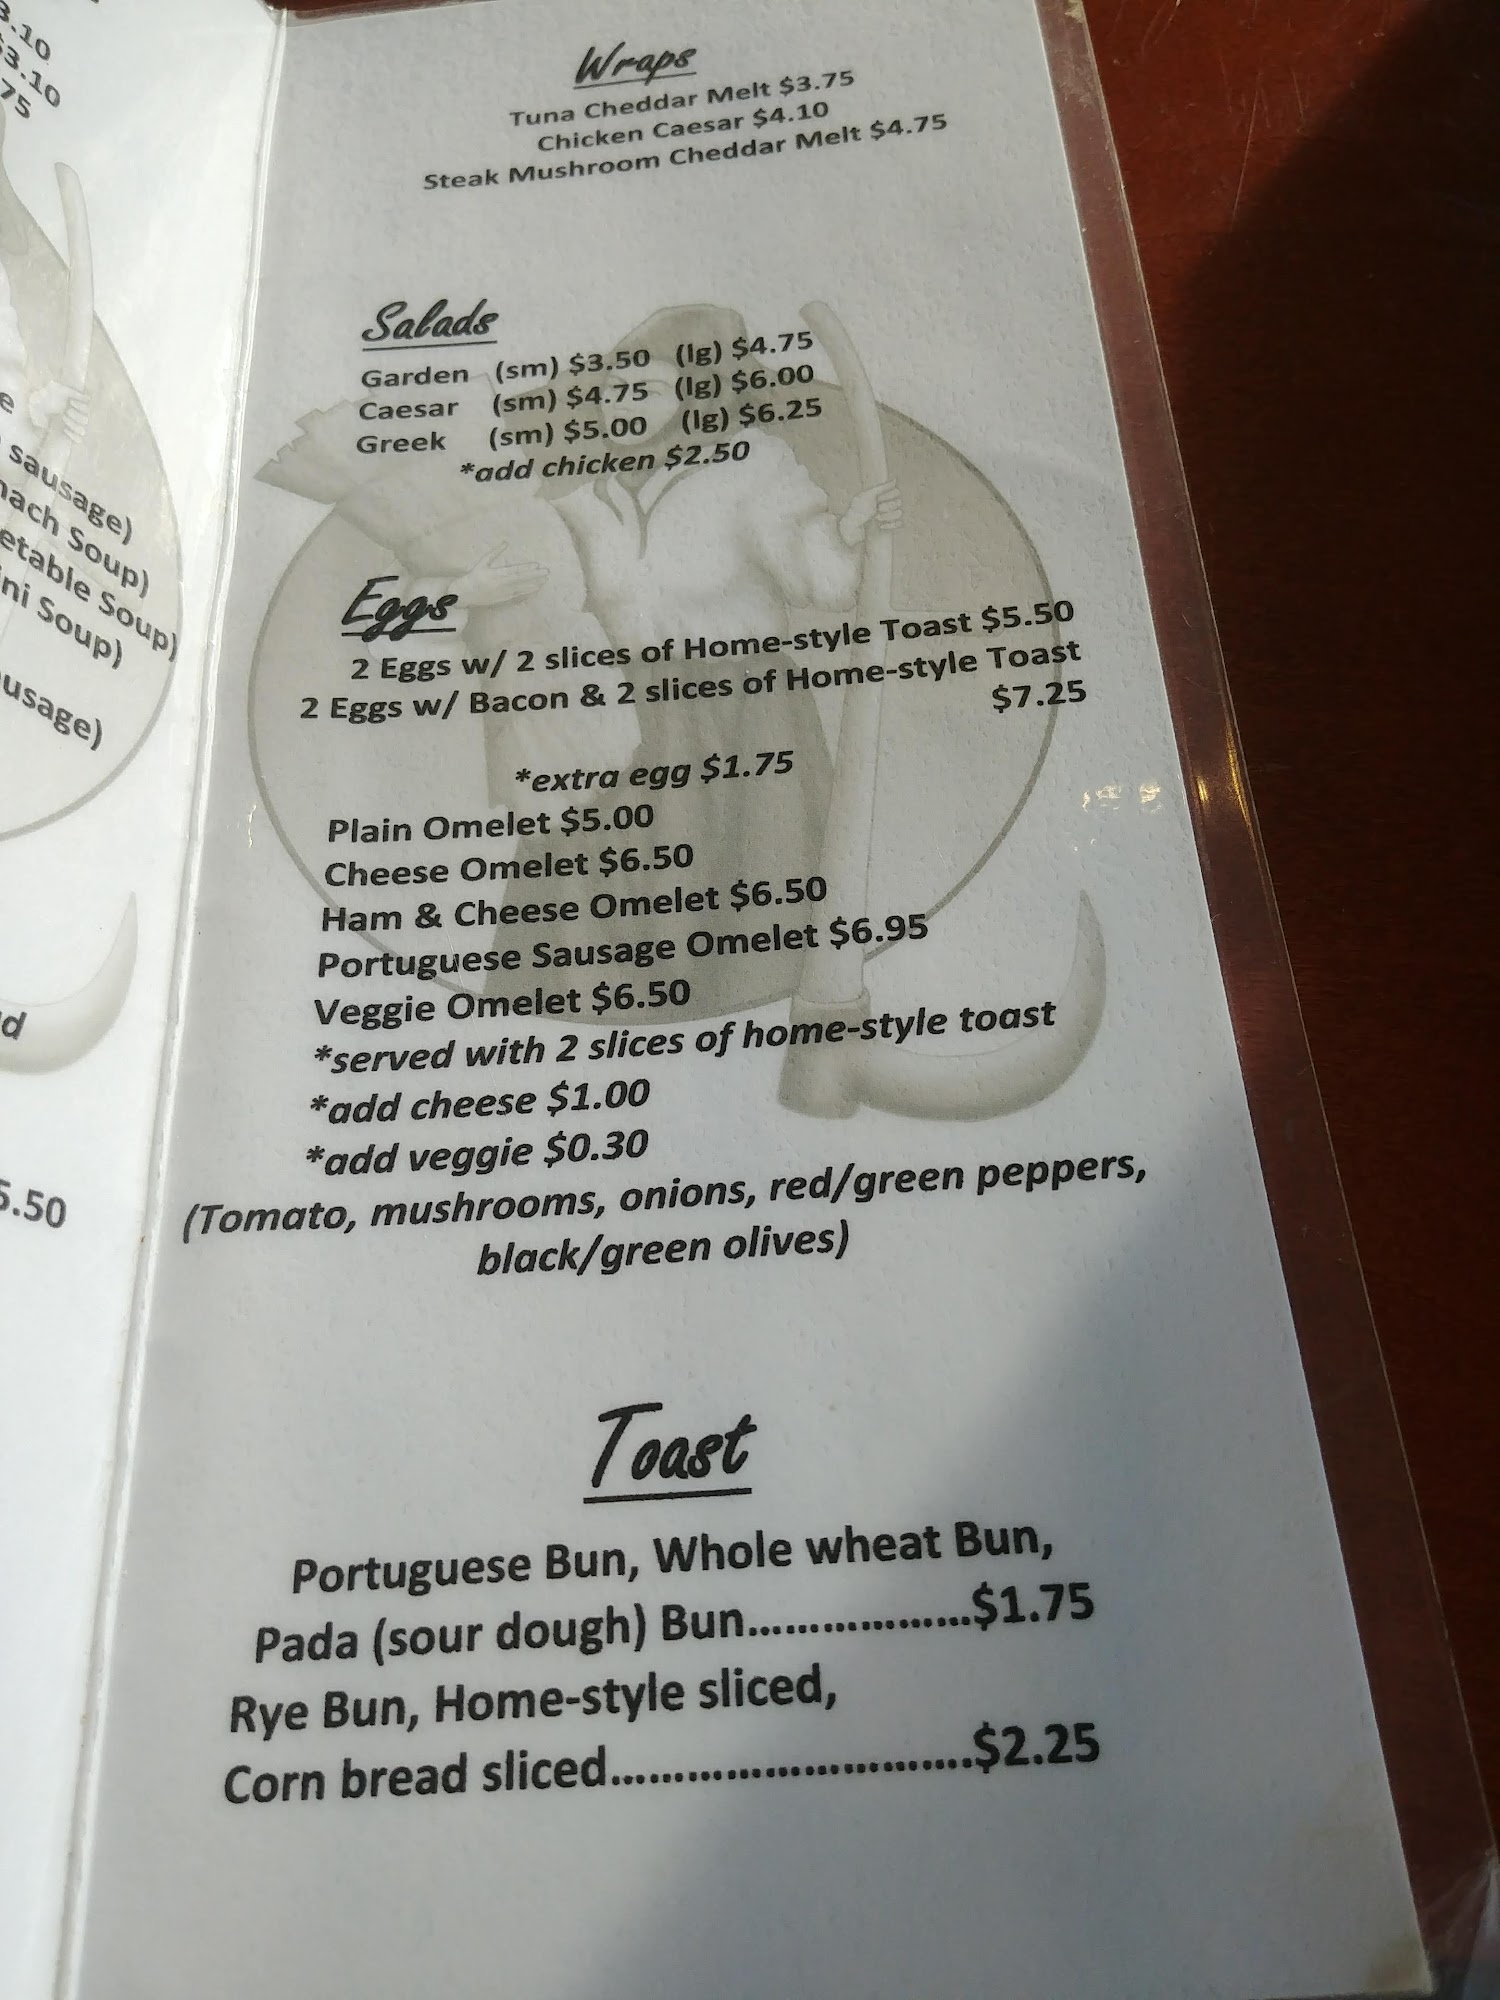 3.10
$3.10
75
e
sausage)
Soup)
etable Soup)
ini Soup)
usage)
d
5.50
Wraps
Tuna Cheddar Melt $3.75
Chicken Caesar $4.10
Steak Mushroom Cheddar Melt $4.75
Salads
Garden (sm) $3.50 (lg) $4.75
Caesar (sm) $4.75 (lg) $6.00
Greek (sm) $5.00 (lg) $6.25
*add chicken $2.50
Eggs
2 Eggs w/ 2 slices of Home-style Toast $5.50
2 Eggs w/ Bacon & 2 slices of Home-style Toast
$7.25
*extra egg $1.75
Plain Omelet $5.00
Cheese Omelet $6.50
Ham & Cheese Omelet $6.50
Portuguese Sausage Omelet $6.95
Veggie Omelet $6.50
*served with 2 slices of home-style toast
*add cheese $1.00
*add veggie $0.30
(Tomato, mushrooms, onions, red/green peppers,
black/green olives)
Toast
Portuguese Bun, Whole wheat Bun,
Pada (sour dough) Bun..................$1.75
Rye Bun, Home-style sliced,
Corn bread sliced.............................$2.25